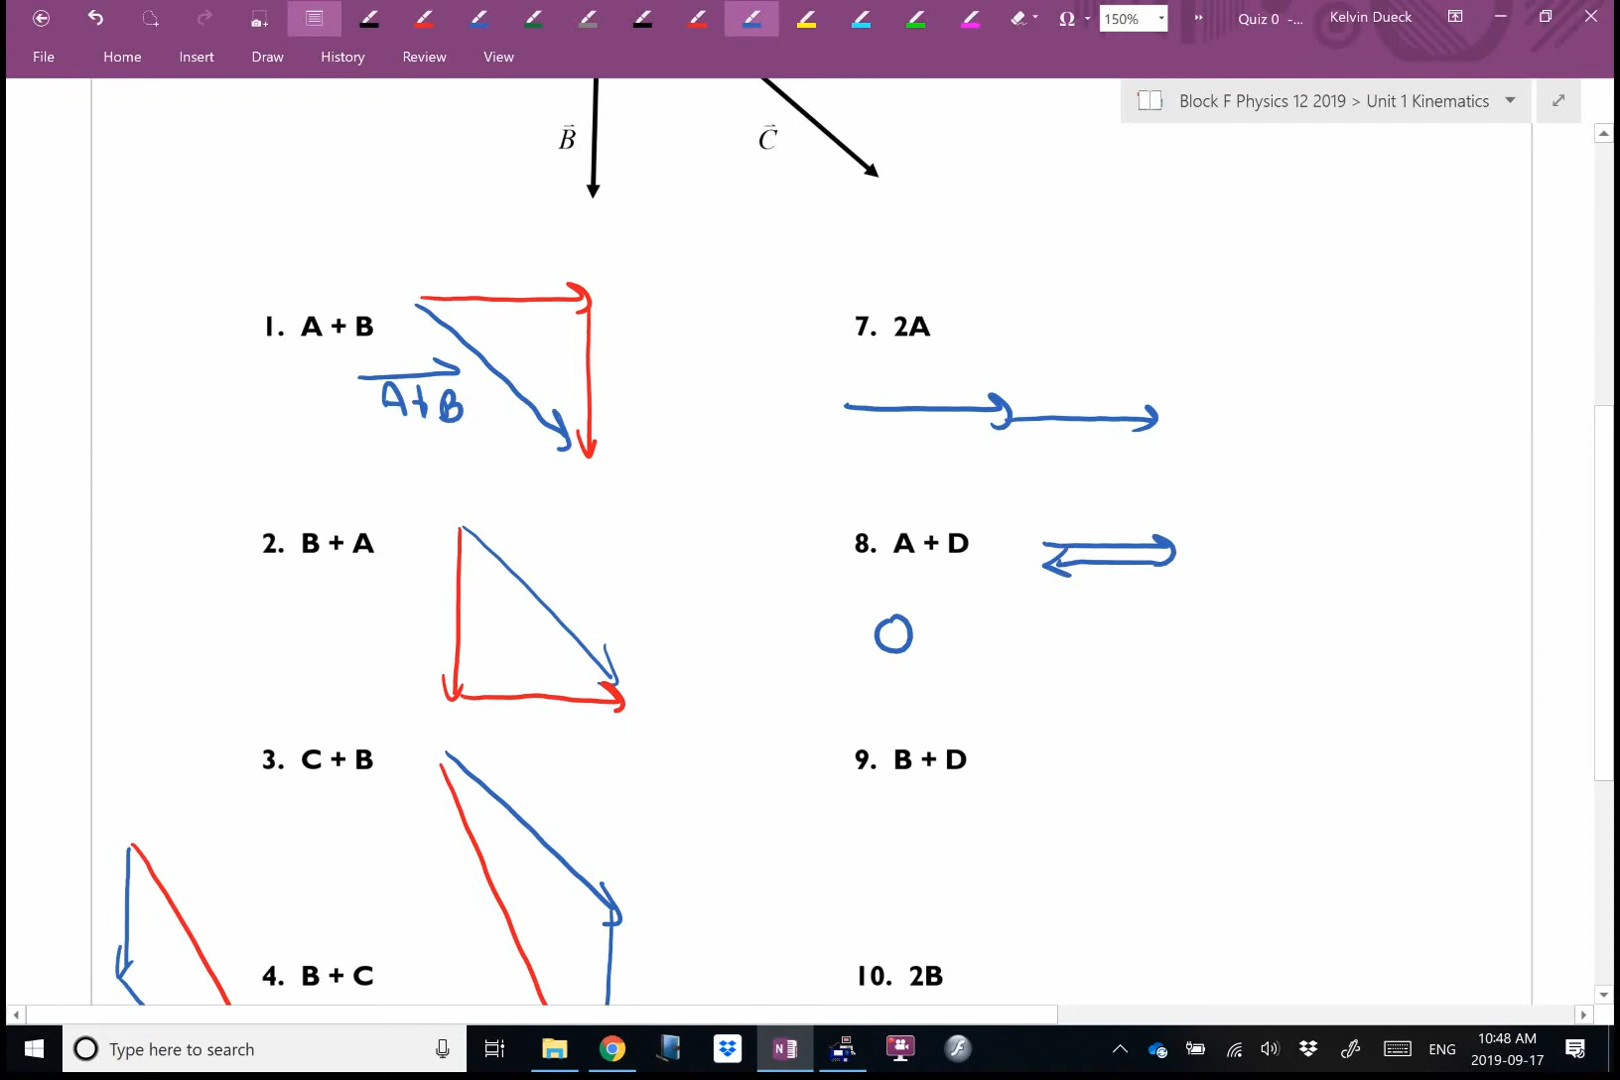 150%
»
Quiz 0 -...
Kelvin Dueck
File
Home
Insert
Draw
History
Review
View
Block F Physics 12 2019 > Unit 1 Kinematics
B
C
1. A + B
A+B
2. B + A
3. C + B
4. B + C
7. 2A
8. A + D
O
9. B + D
10. 2B
Type here to search
ENG
10:48 AM
2019-09-17